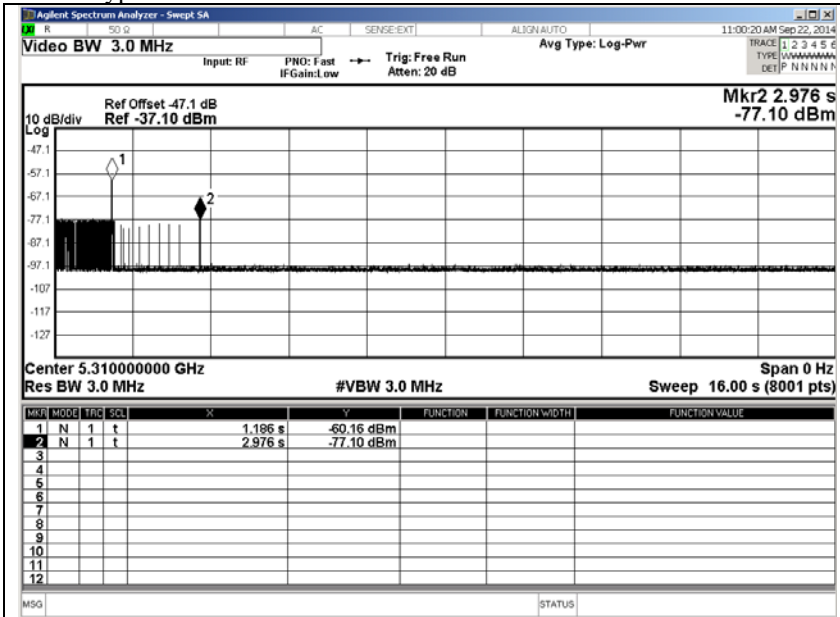 Agilent Spectrum Analyzer - Swept SA
R 50 Ω AC SENSE:EXT ALIGNAUTO 11:00:20 AM Sep 22, 2014
Video BW 3.0 MHz
Input: RF PNO: Fast Trig: Free Run Avg Type: Log-Pwr TRACE 1 2 3 4 5 6
IFGain:Low Atten: 20 dB TYPE
DET P N N N N
Ref Offset -47.1 dB Mkr2 2.976 s
10 dB/div Ref -37.10 dBm -77.10 dBm
Log
-47.1
1
-57.1
-67.1
2
-77.1
-87.1
-97.1
-107
-117
-127
Center 5.310000000 GHz Span 0 Hz
Res BW 3.0 MHz #VBW 3.0 MHz Sweep 16.00 s (8001 pts)
MKR MODE TRC SCL X Y FUNCTION FUNCTION WIDTH FUNCTION VALUE
1 N 1 t 1.186 s -60.16 dBm
2 N 1 t 2.976 s -77.10 dBm
3
4
5
6
7
8
9
10
11
12
MSG STATUS